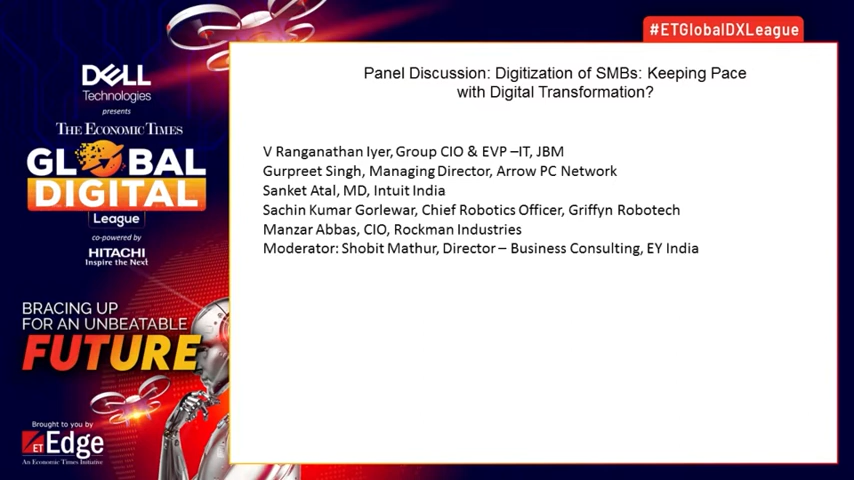 #ETGlobalDXLeague
DELL
Technologies
presents
THE ECONOMIC TIMES
GLOBAL
DIGITAL
League
co-powered by
HITACHI
Inspire the Next
BRACING UP
FOR AN UNBEATABLE
FUTURE
Brought to you by
ET Edge
An Economic Times Initiative
Panel Discussion: Digitization of SMBs: Keeping Pace
with Digital Transformation?
V Ranganathan Iyer, Group CIO & EVP –IT, JBM
Gurpreet Singh, Managing Director, Arrow PC Network
Sanket Atal, MD, Intuit India
Sachin Kumar Gorlewar, Chief Robotics Officer, Griffyn Robotech
Manzar Abbas, CIO, Rockman Industries
Moderator: Shobit Mathur, Director – Business Consulting, EY India